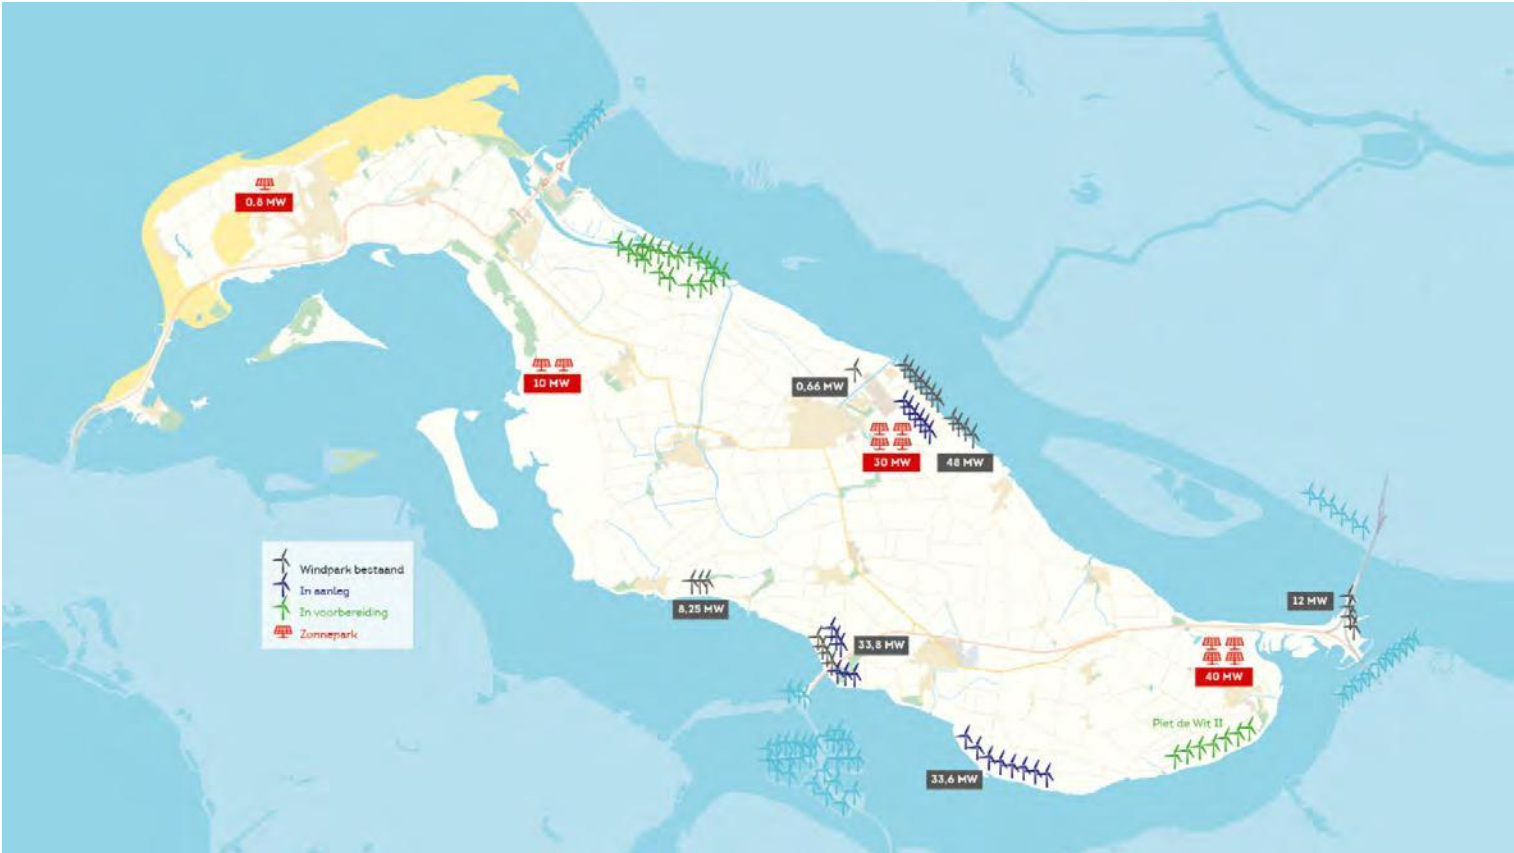 0.8 MW
10 MW
0,66 MW
30 MW
48 MW
Windpark bestaand
In aanleg
In voorbereiding
Zonnepark
8,25 MW
12 MW
33,8 MW
40 MW
Piet de Wit II
33,6 MW